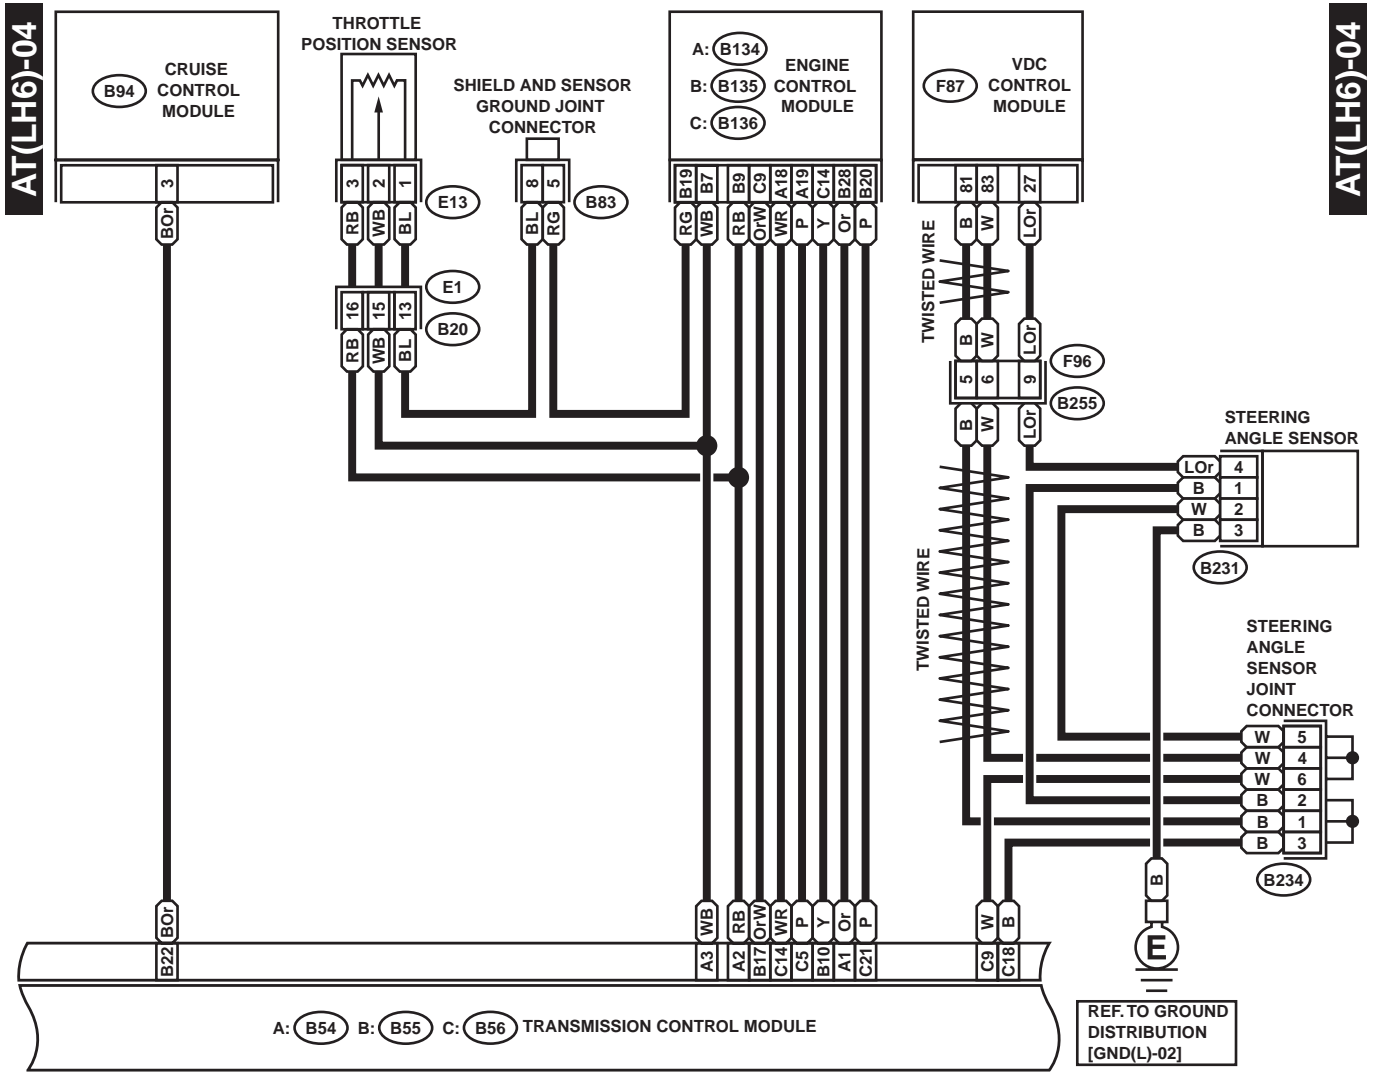 AT(LH6)-04
AT(LH6)-04
B94
CRUISE
CONTROL
MODULE
3
BOr
THROTTLE
POSITION SENSOR
3 2 1
E13
RB WB BL
E1
16 15 13
B20
RB WB BL
SHIELD AND SENSOR
GROUND JOINT
CONNECTOR
8 5
B83
BL RG
A: B134
B: B135
C: B136
ENGINE
CONTROL
MODULE
B19 B7 B9 C9 A18 A19 C14 B28 B20
RG WB RB OrW WR P Y Or P
F87
VDC
CONTROL
MODULE
81 83 27
B W LOr
TWISTED WIRE
B W LOr
F96
5 6 9
B255
B W LOr
TWISTED WIRE
STEERING
ANGLE SENSOR
LOr 4
B 1
W 2
B 3
B231
STEERING
ANGLE
SENSOR
JOINT
CONNECTOR
W 5
W 4
W 6
B 2
B 1
B 3
B234
B
E
REF. TO GROUND
DISTRIBUTION
[GND(L)-02]
BOr WB RB OrW WR P Y Or P W B
B22 A3 A2 B17 C14 C5 B10 A1 C21 C9 C18
A: B54 B: B55 C: B56 TRANSMISSION CONTROL MODULE